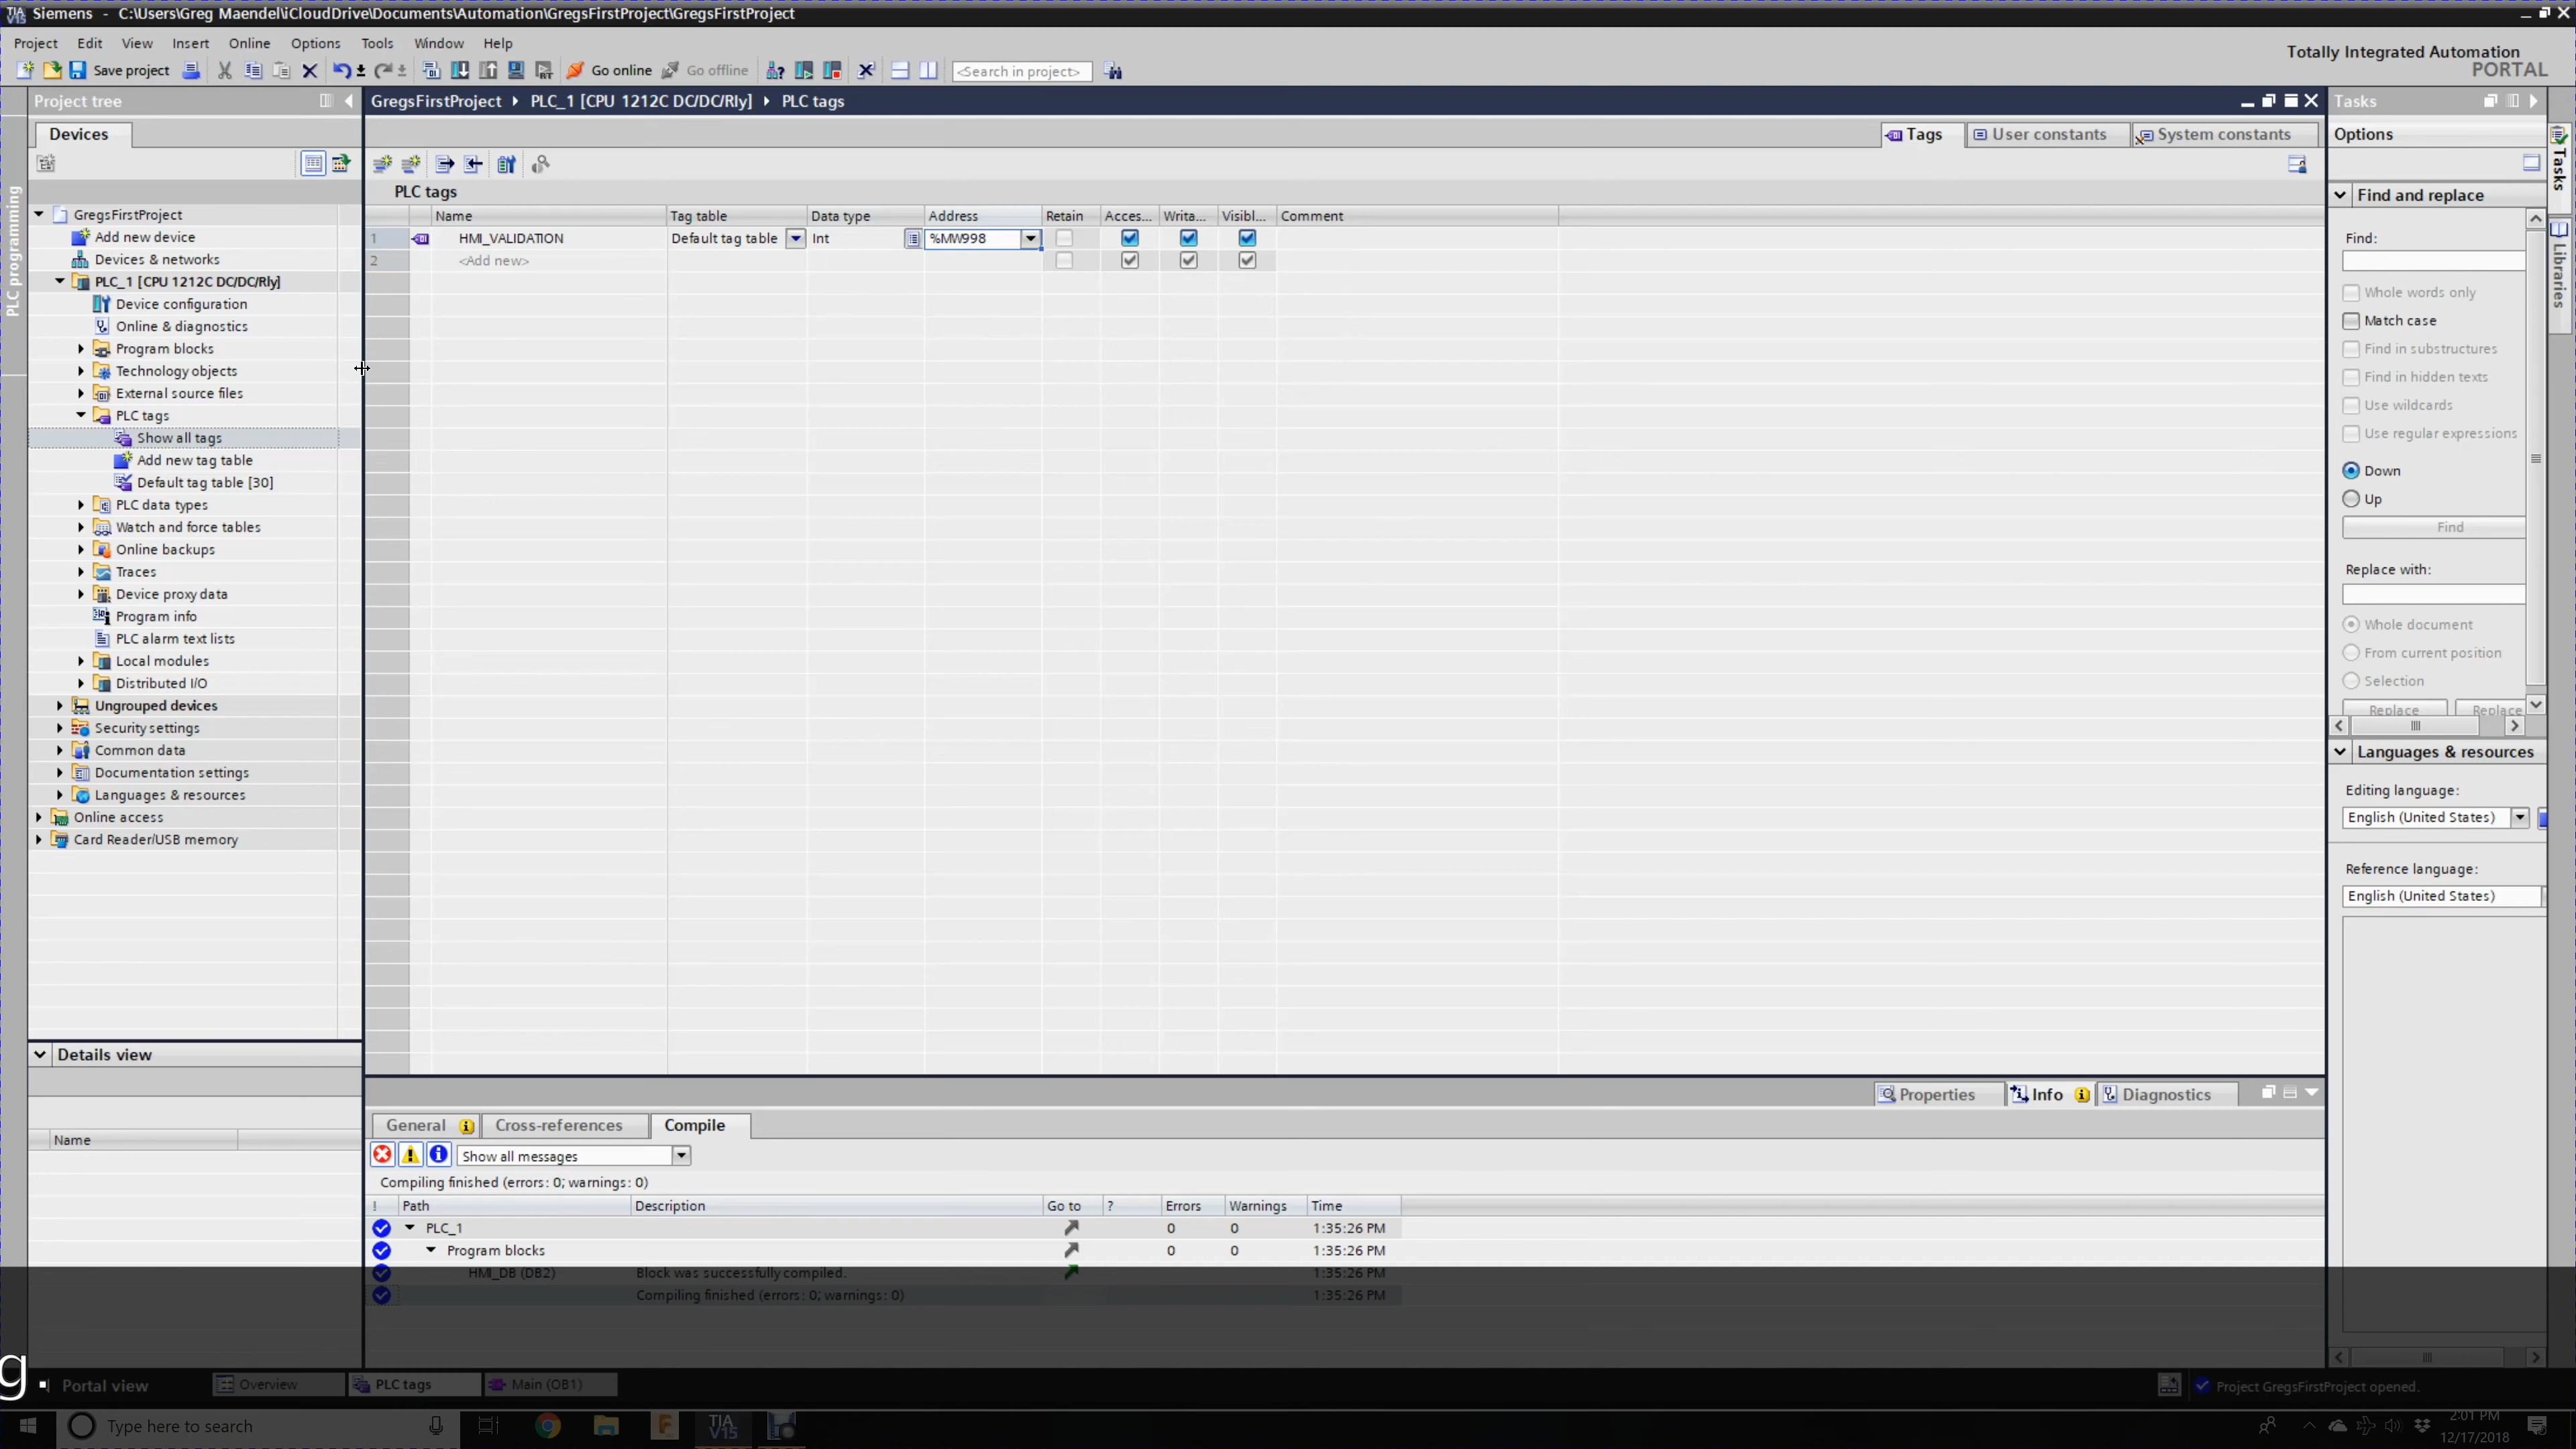 Siemens - C:\Users\Greg Maendel\iCloudDrive\Documents\Automation\GregsFirstProject\GregsFirstProject
Project Edit View Insert Online Options Tools Window Help
Totally Integrated Automation
PORTAL
Save project Go online Go offline <Search in project>
Project tree
GregsFirstProject PLC_1 [CPU 1212C DC/DC/Rly] PLC tags
Tasks
Devices
Tags User constants System constants
Options
PLC programming
Tasks
Libraries
PLC tags
Name Tag table Data type Address Retain Acces... Writa... Visibl... Comment
1 HMI_VALIDATION Default tag table Int %MW998
2 <Add new>
GregsFirstProject
Add new device
Devices & networks
PLC_1 [CPU 1212C DC/DC/Rly]
Device configuration
Online & diagnostics
Program blocks
Technology objects
External source files
PLC tags
Show all tags
Add new tag table
Default tag table [30]
PLC data types
Watch and force tables
Online backups
Traces
Device proxy data
Program info
PLC alarm text lists
Local modules
Distributed I/O
Ungrouped devices
Security settings
Common data
Documentation settings
Languages & resources
Online access
Card Reader/USB memory
Find and replace
Find:
Whole words only
Match case
Find in substructures
Find in hidden texts
Use wildcards
Use regular expressions
Down
Up
Find
Replace with:
Whole document
From current position
Selection
Replace Replace
Languages & resources
Editing language:
English (United States)
Reference language:
English (United States)
Details view
Name
Properties Info Diagnostics
General Cross-references Compile
Show all messages
Compiling finished (errors: 0; warnings: 0)
! Path Description Go to ? Errors Warnings Time
PLC_1 0 0 1:35:26 PM
Program blocks 0 0 1:35:26 PM
HMI_DB (DB2) Block was successfully compiled. 1:35:26 PM
Compiling finished (errors: 0; warnings: 0) 1:35:26 PM
g
Portal view Overview PLC tags Main (OB1)
Project GregsFirstProject opened.
Type here to search
TIA
V15
2:01 PM
12/17/2018